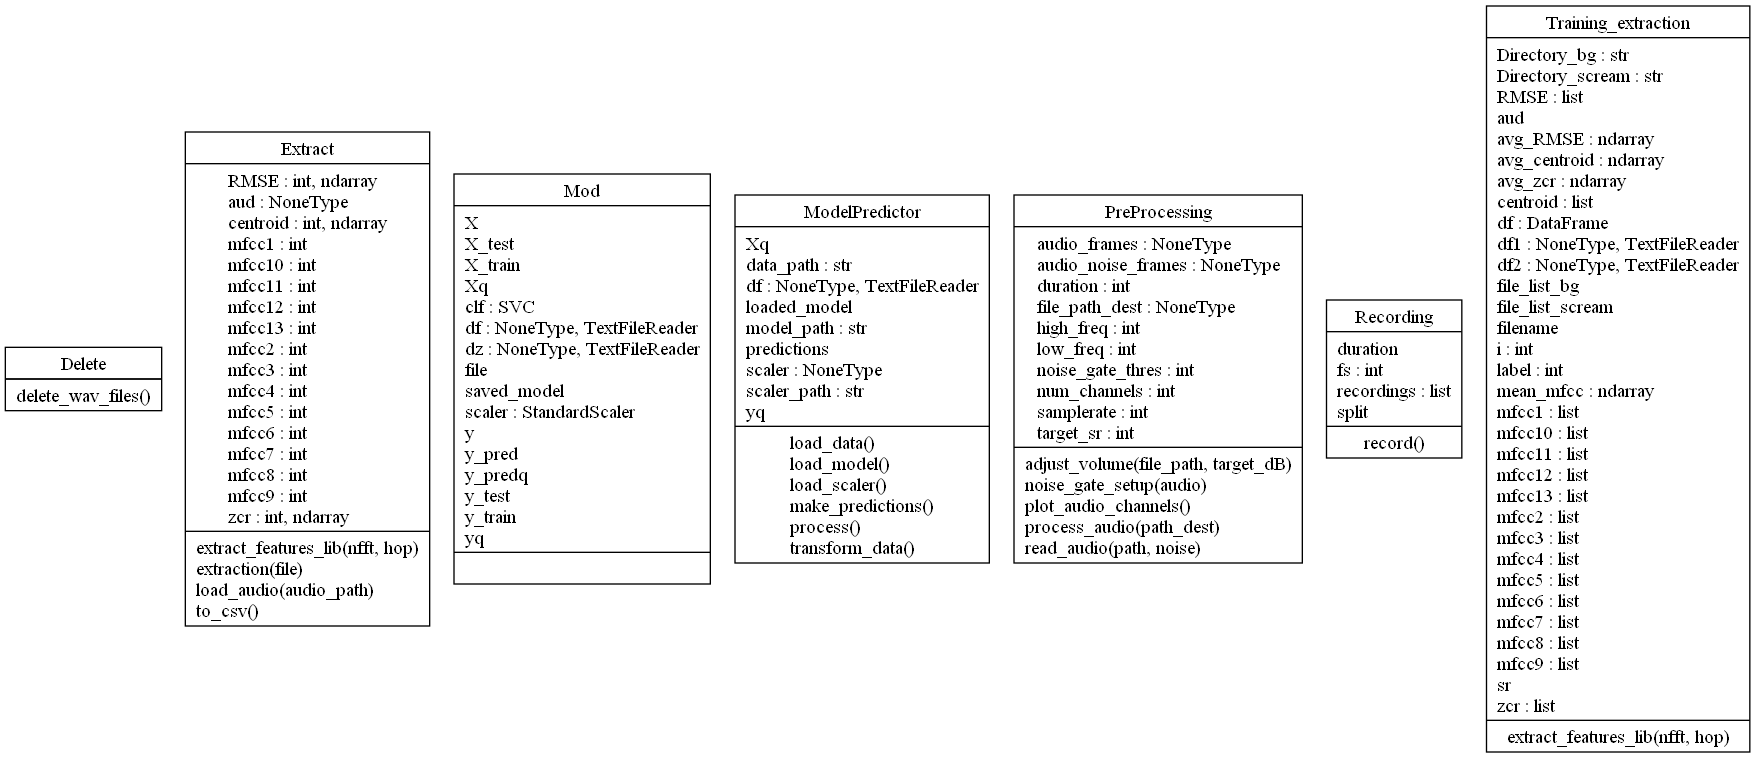 Delete
delete_wav_files()
Extract
RMSE : int, ndarray
aud : NoneType
centroid : int, ndarray
mfcc1 : int
mfcc10 : int
mfcc11 : int
mfcc12 : int
mfcc13 : int
mfcc2 : int
mfcc3 : int
mfcc4 : int
mfcc5 : int
mfcc6 : int
mfcc7 : int
mfcc8 : int
mfcc9 : int
zcr : int, ndarray
extract_features_lib(nfft, hop)
extraction(file)
load_audio(audio_path)
to_csv()
Mod
X
X_test
X_train
Xq
clf : SVC
df : NoneType, TextFileReader
dz : NoneType, TextFileReader
file
saved_model
scaler : StandardScaler
y
y_pred
y_predq
y_test
y_train
yq
ModelPredictor
Xq
data_path : str
df : NoneType, TextFileReader
loaded_model
model_path : str
predictions
scaler : NoneType
scaler_path : str
yq
load_data()
load_model()
load_scaler()
make_predictions()
process()
transform_data()
PreProcessing
audio_frames : NoneType
audio_noise_frames : NoneType
duration : int
file_path_dest : NoneType
high_freq : int
low_freq : int
noise_gate_thres : int
num_channels : int
samplerate : int
target_sr : int
adjust_volume(file_path, target_dB)
noise_gate_setup(audio)
plot_audio_channels()
process_audio(path_dest)
read_audio(path, noise)
Recording
duration
fs : int
recordings : list
split
record()
Training_extraction
Directory_bg : str
Directory_scream : str
RMSE : list
aud
avg_RMSE : ndarray
avg_centroid : ndarray
avg_zcr : ndarray
centroid : list
df : DataFrame
df1 : NoneType, TextFileReader
df2 : NoneType, TextFileReader
file_list_bg
file_list_scream
filename
i : int
label : int
mean_mfcc : ndarray
mfcc1 : list
mfcc10 : list
mfcc11 : list
mfcc12 : list
mfcc13 : list
mfcc2 : list
mfcc3 : list
mfcc4 : list
mfcc5 : list
mfcc6 : list
mfcc7 : list
mfcc8 : list
mfcc9 : list
sr
zcr : list
extract_features_lib(nfft, hop)